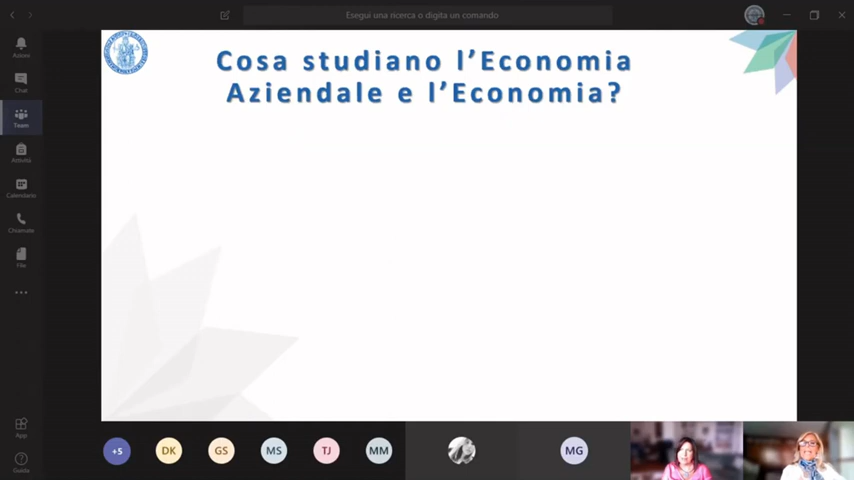 Esegui una ricerca o digita un comando
Azioni
Chat
Team
Attività
Calendario
Chiamate
File
App
Guida
Cosa studiano l'Economia
Aziendale e l'Economia?
+5
DK
GS
MS
TJ
MM
MG